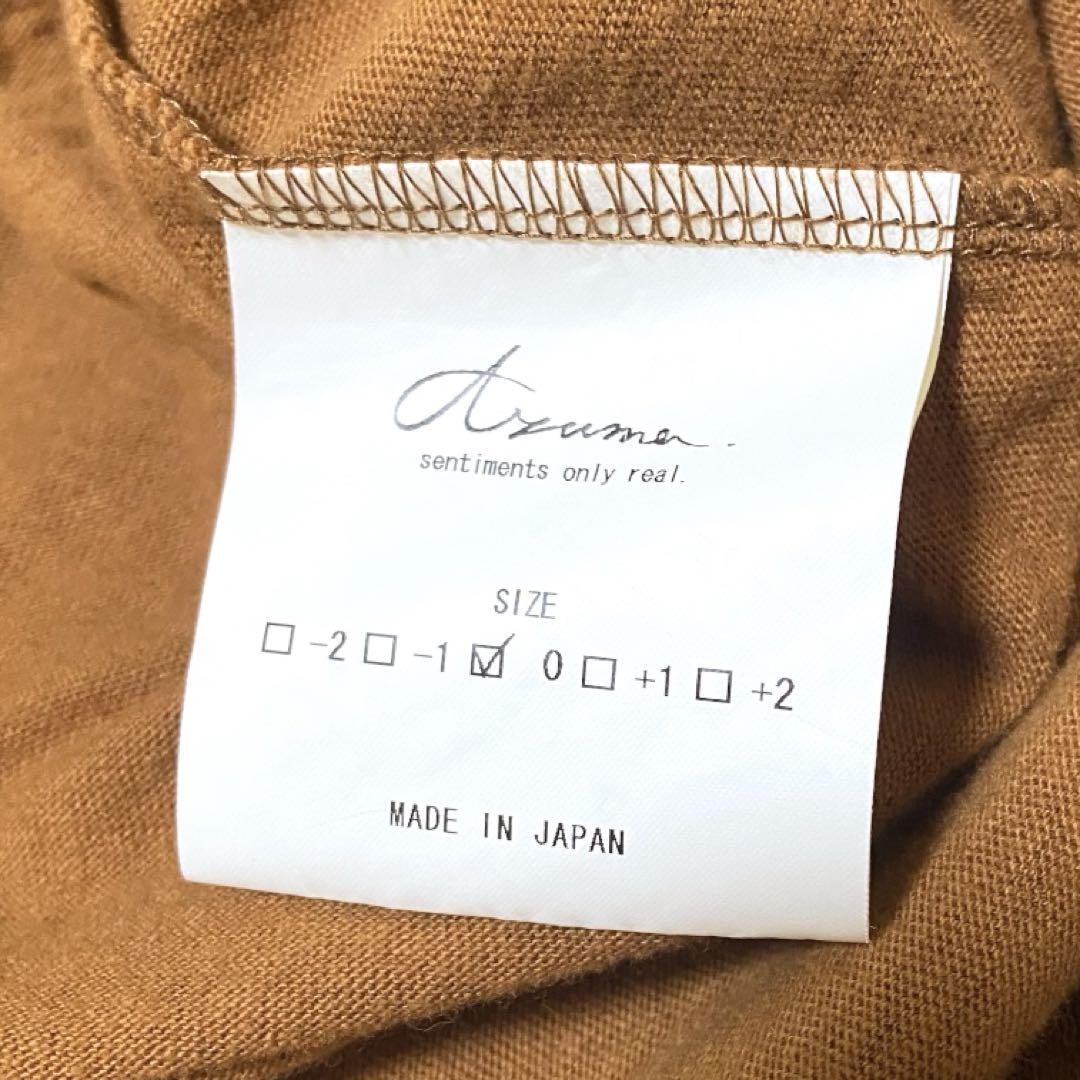 Azuma.
sentiments only real.
SIZE
☐ -2 ☐ -1 ☑ 0 ☐ +1 ☐ +2
MADE IN JAPAN